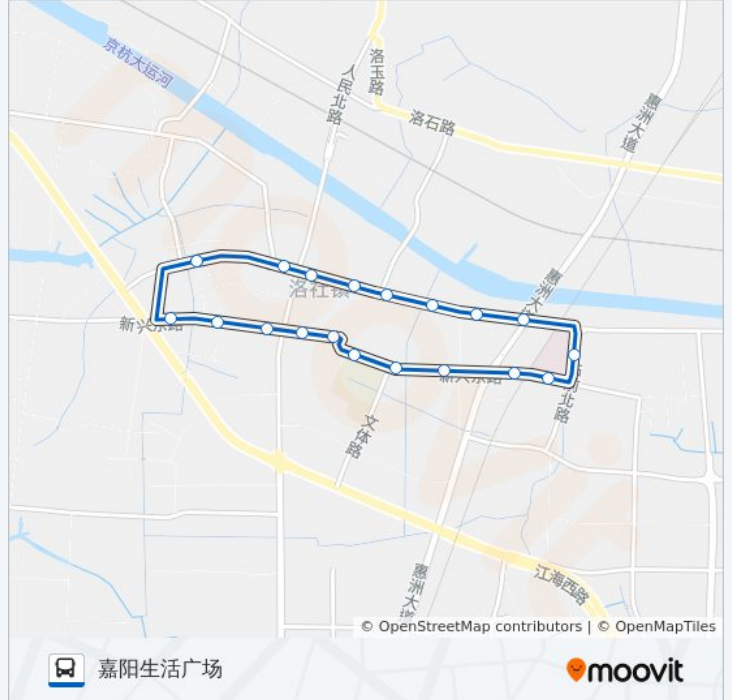 京杭大运河
洛玉路
人民北路
洛石路
惠洲大道
惠洲大
洛社镇
新兴东路
新兴东路
北路
文体路
惠洲大道
江海西路
© OpenStreetMap contributors | © OpenMapTiles
嘉阳生活广场
moovit